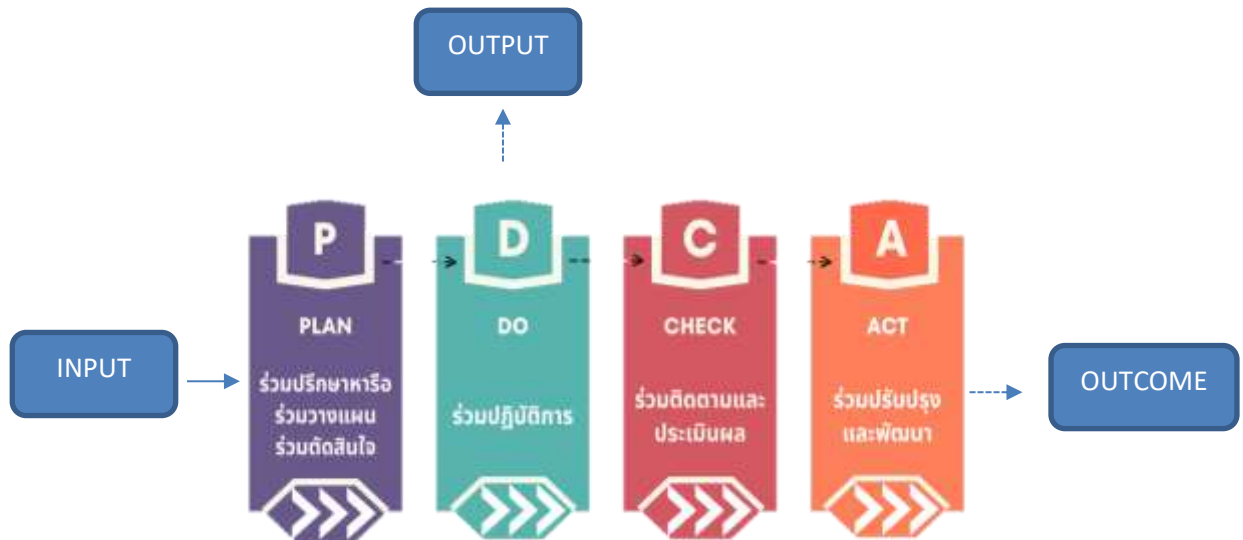 OUTPUT
INPUT
P
PLAN
ร่วมปรึกษาหารือ
ร่วมวางแผน
ร่วมตัดสินใจ
D
DO
ร่วมปฏิบัติการ
C
CHECK
ร่วมติดตามและ
ประเมินผล
A
ACT
ร่วมปรับปรุง
และพัฒนา
OUTCOME